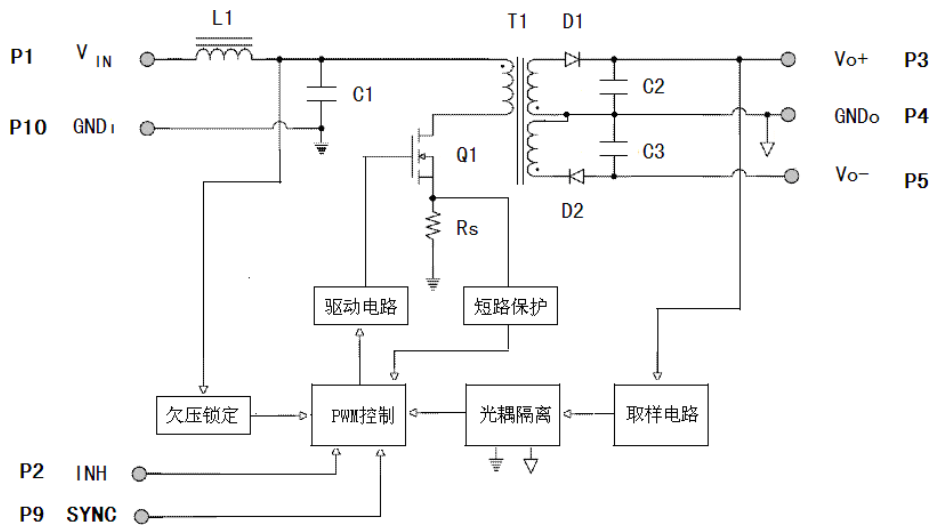 L1
T1 D1
P1 V IN
Vo+ P3
C1
C2
P10 GNDI
GNDo P4
Q1
C3
Vo- P5
D2
Rs
驱动电路
短路保护
欠压锁定
PWM控制
光耦隔离
取样电路
P2 INH
P9 SYNC